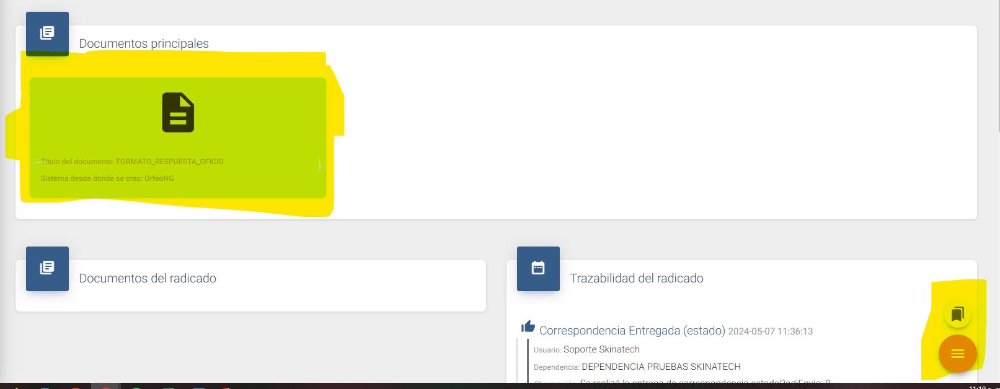 Documentos principales
Titulo del documento: FORMATO_RESPUESTA_OFICIO
Sistema desde donde se creo: OrfeoNG
Documentos del radicado
Trazabilidad del radicado
Correspondencia Entregada (estado) 2024-05-07 11:36:13
Usuario: Soporte Skinatech
Dependencia: DEPENDENCIA PRUEBAS SKINATECH